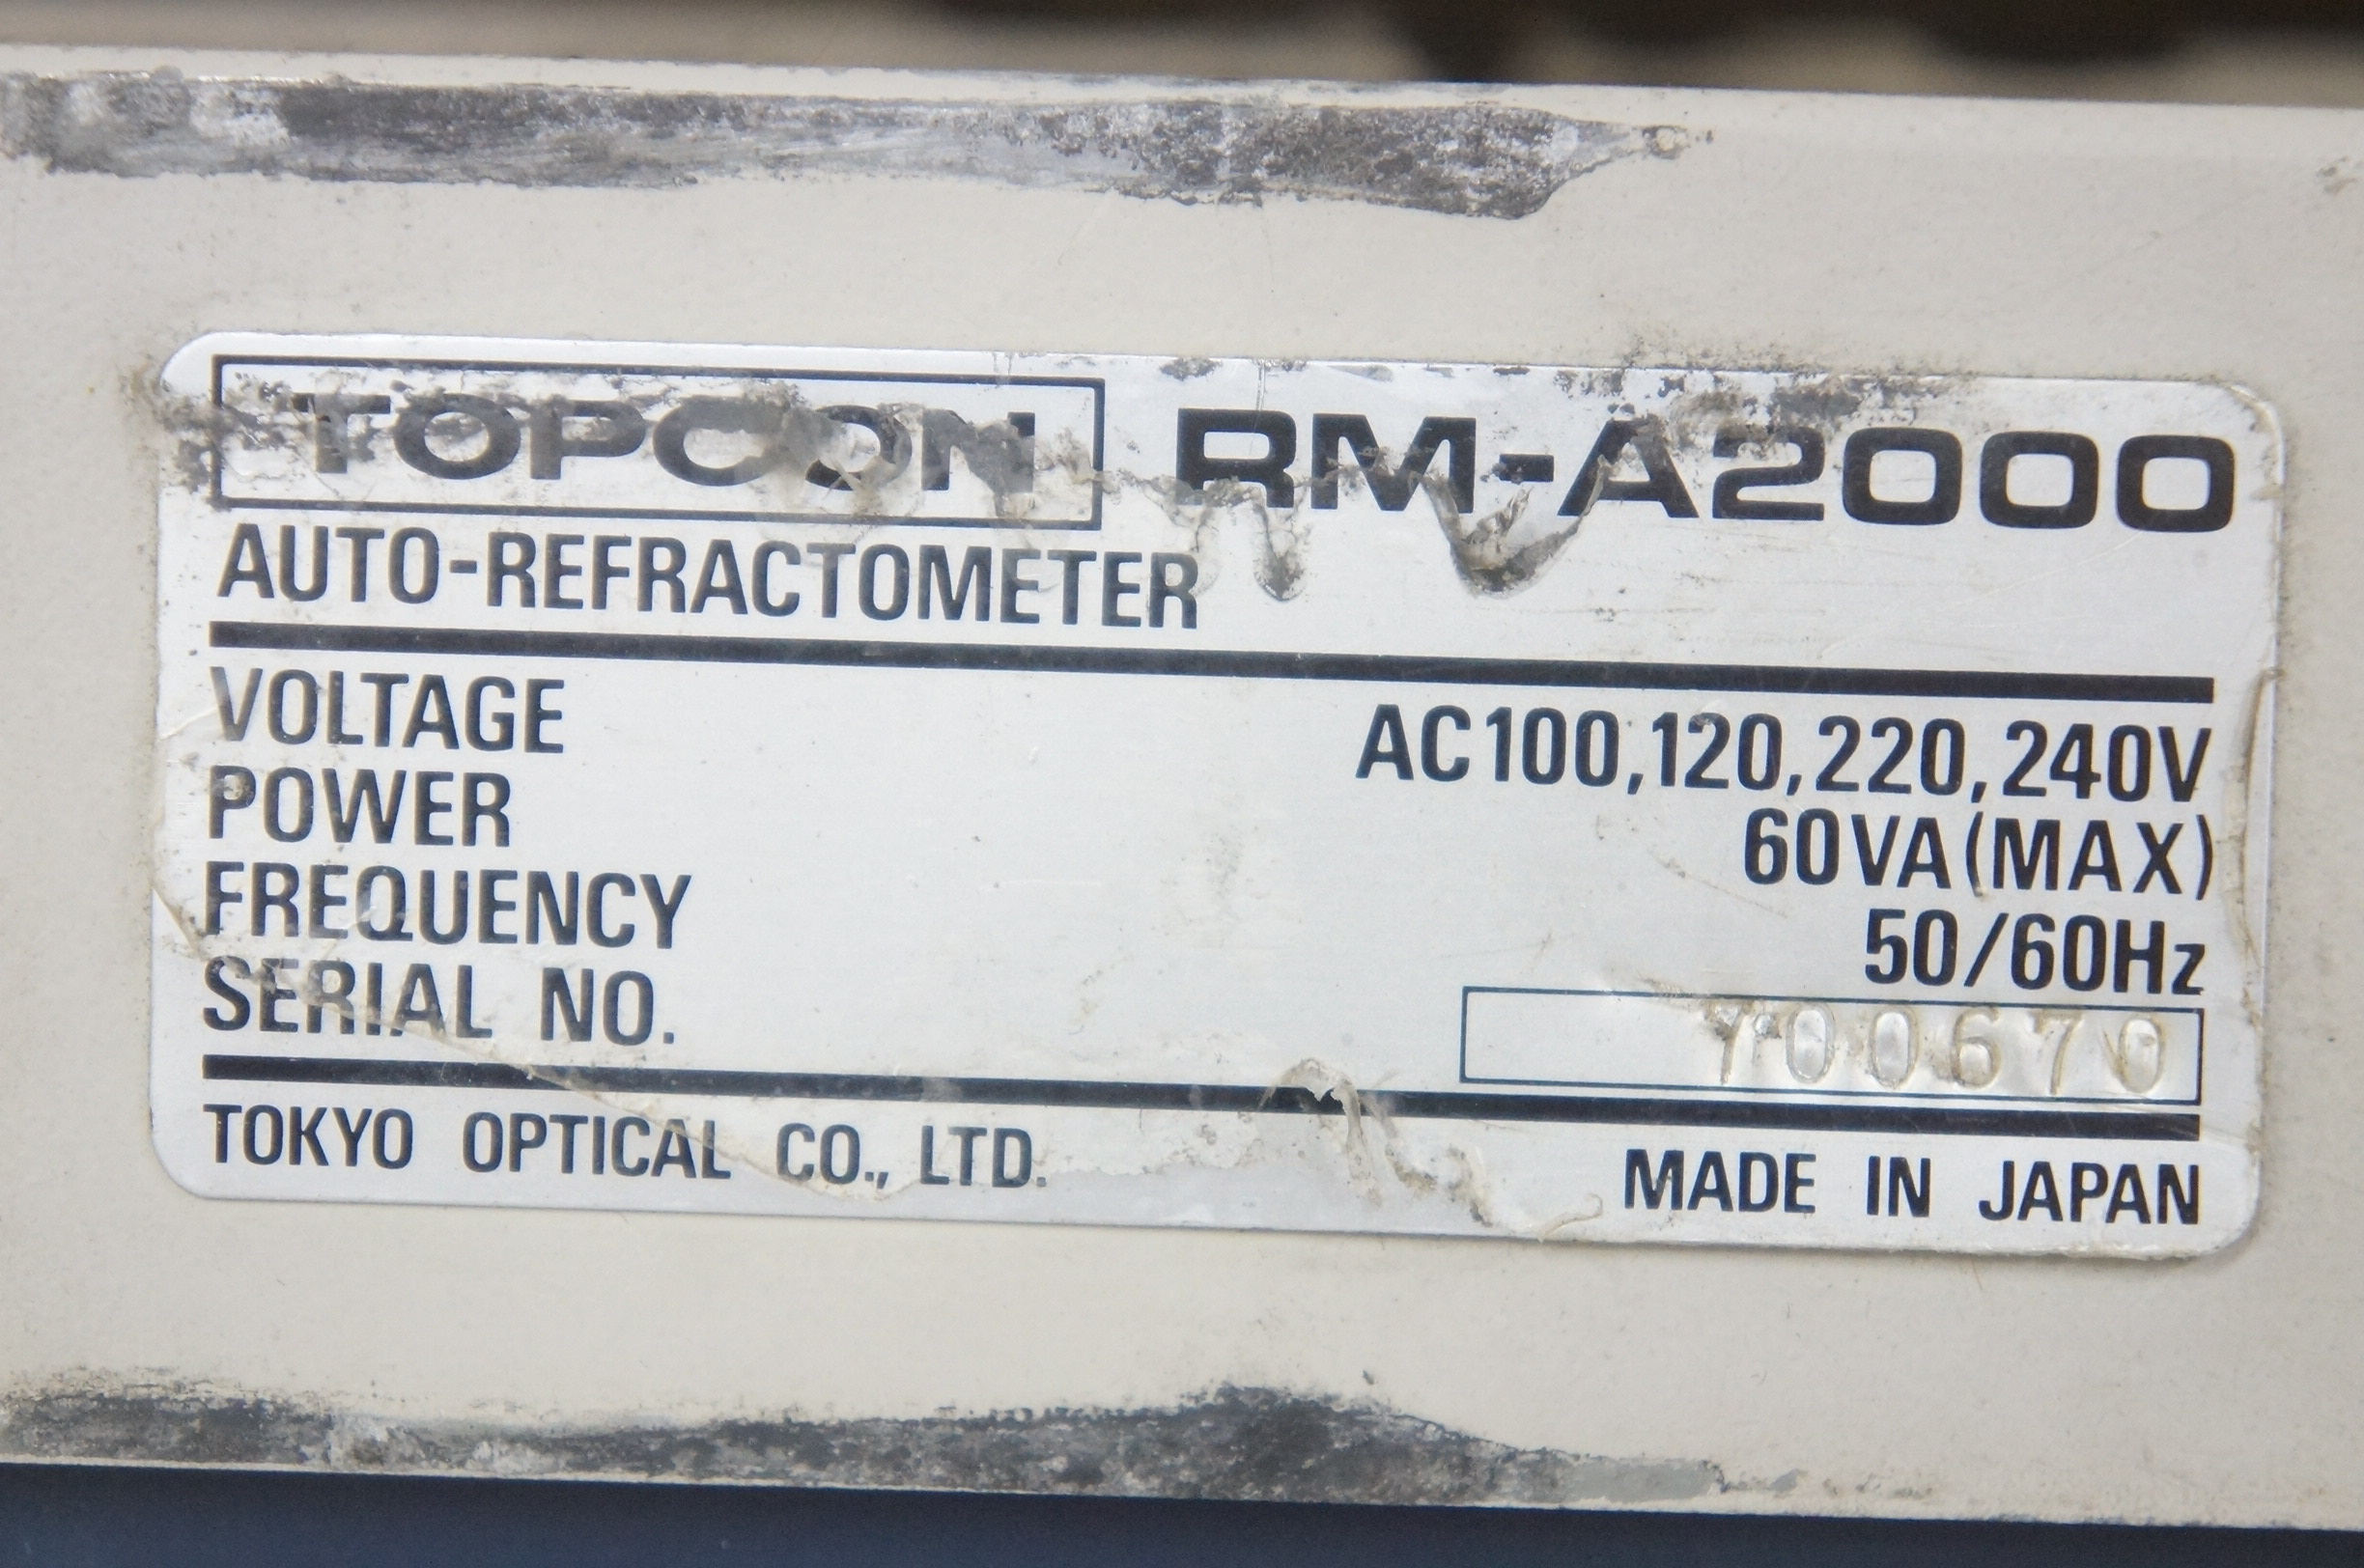 TOPCON RM-A2000
AUTO-REFRACTOMETER
VOLTAGE AC100,120,220,240V
POWER 60VA(MAX)
FREQUENCY 50/60Hz
SERIAL NO. 700670
TOKYO OPTICAL CO., LTD. MADE IN JAPAN